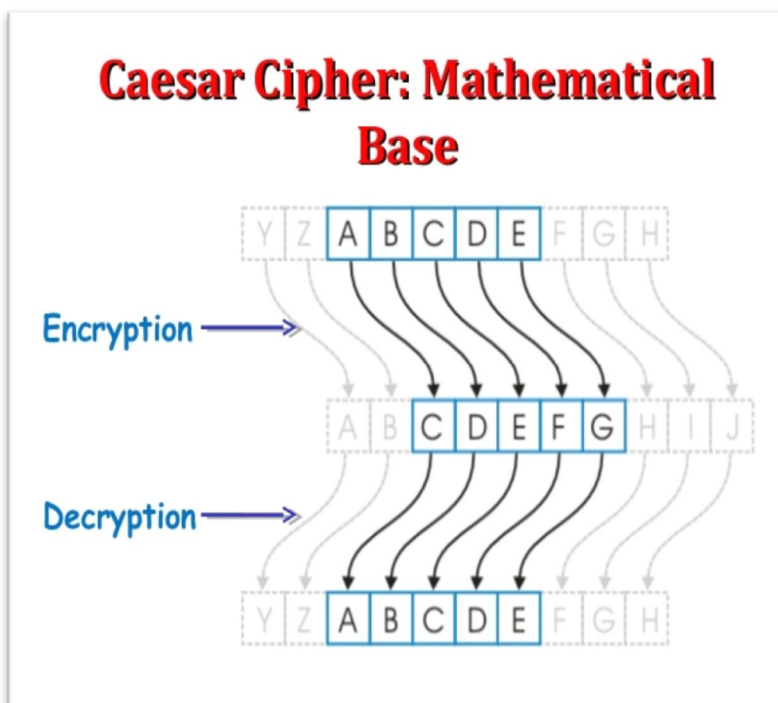 Caesar Cipher: Mathematical
Base
Y Z A B C D E F G H
Encryption
A B C D E F G H I J
Decryption
Y Z A B C D E F G H